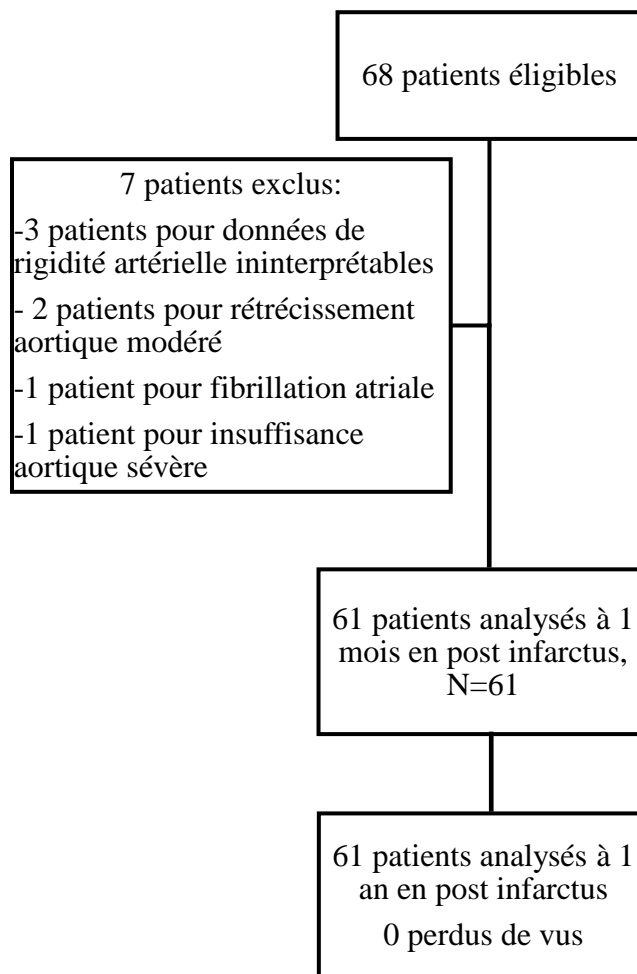 68 patients éligibles
7 patients exclus:
-3 patients pour données de
rigidité artérielle ininterprétables
- 2 patients pour rétrécissement
aortique modéré
-1 patient pour fibrillation atriale
-1 patient pour insuffisance
aortique sévère
61 patients analysés à 1
mois en post infarctus,
N=61
61 patients analysés à 1
an en post infarctus
0 perdus de vus